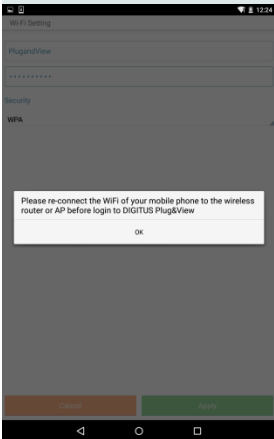 12:24
Wi-Fi Setting
PlugandView
••••••••••
Security
WPA
Please re-connect the WiFi of your mobile phone to the wireless
router or AP before login to DIGITUS Plug&View
OK
Cancel
Apply